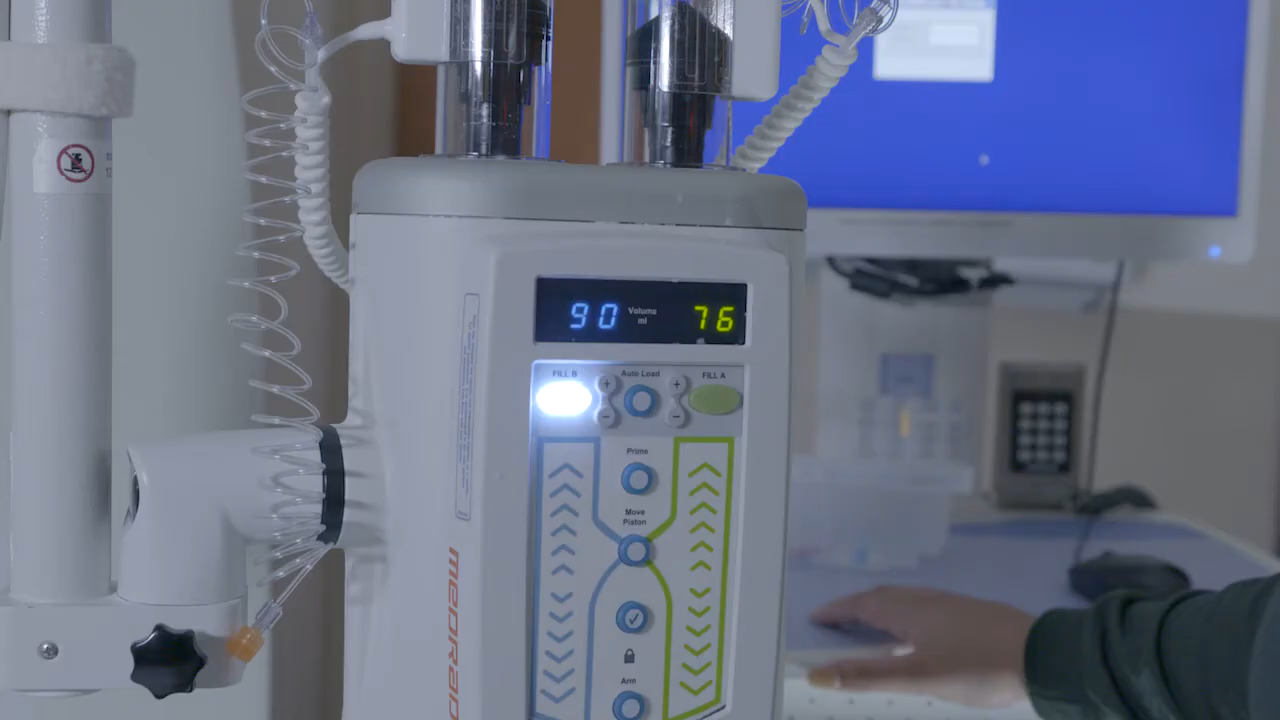 90 Volume 76
ml
FILL B Auto Load FILL A
+ +
- -
Prime
Move
Piston
Arm
MEDRAD